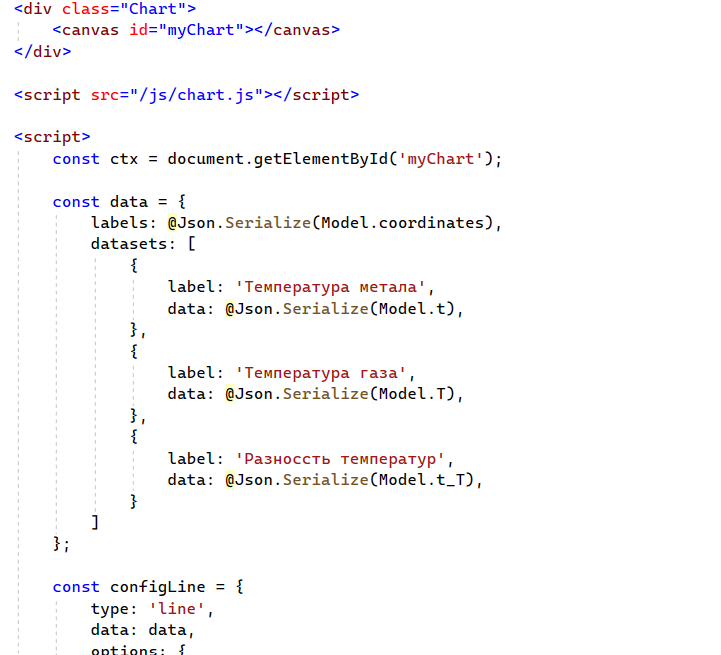 <div class="Chart">
    <canvas id="myChart"></canvas>
</div>

<script src="/js/chart.js"></script>

<script>
    const ctx = document.getElementById('myChart');

    const data = {
        labels: @Json.Serialize(Model.coordinates),
        datasets: [
            {
                label: 'Температура метала',
                data: @Json.Serialize(Model.t),
            },
            {
                label: 'Температура газа',
                data: @Json.Serialize(Model.T),
            },
            {
                label: 'Разноссть температур',
                data: @Json.Serialize(Model.t_T),
            }
        ]
    };

    const configLine = {
        type: 'line',
        data: data,
        options: {